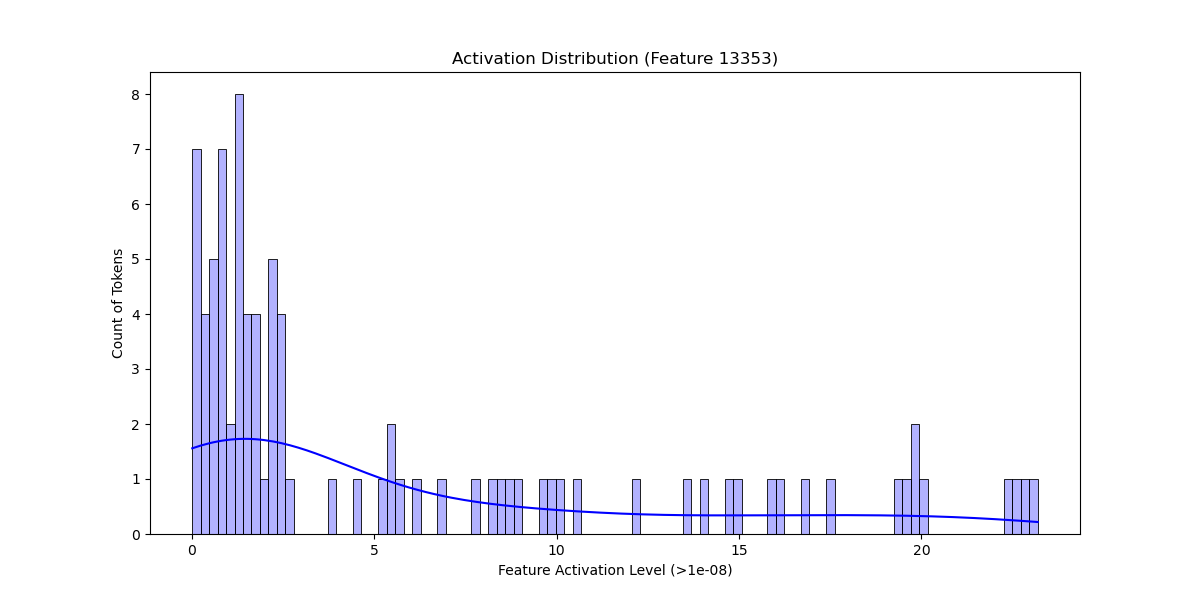 Activation Distribution (Feature 13353)
Count of Tokens
8
7
6
5
4
3
2
1
0
0 5 10 15 20
Feature Activation Level (>1e-08)